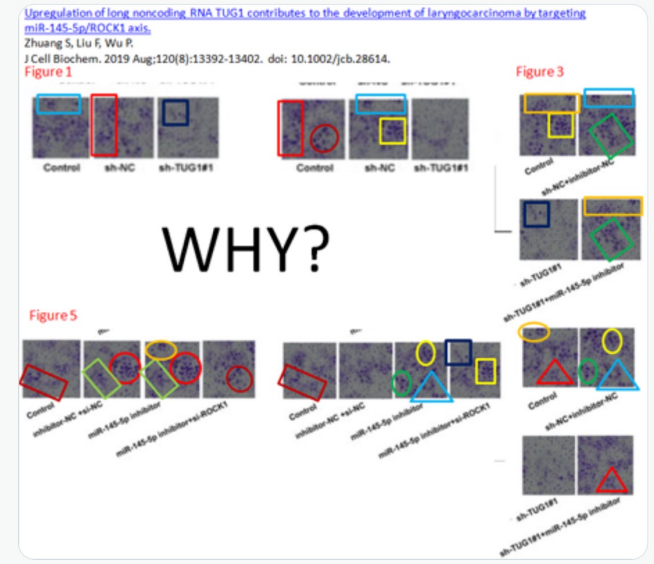 Upregulation of long noncoding RNA TUG1 contributes to the development of laryngocarcinoma by targeting
miR-145-5p/ROCK1 axis.
Zhuang S, Liu F, Wu P.
J Cell Biochem. 2019 Aug;120(8):13392-13402. doi: 10.1002/jcb.28614.
Figure 1
Figure 3
Control sh-NC sh-TUG1#1
Control sh-NC sh-TUG1#1
Control
sh-NC+inhibitor-NC
WHY?
sh-TUG1#1
sh-TUG1#1+miR-145-5p inhibitor
Figure 5
Control
inhibitor-NC +si-NC
miR-145-5p inhibitor
miR-145-5p inhibitor+si-ROCK1
Control
inhibitor-NC +si-NC
miR-145-5p inhibitor
miR-145-5p inhibitor+si-ROCK1
Control
sh-NC+inhibitor-NC
sh-TUG1#1
sh-TUG1#1+miR-145-5p inhibitor